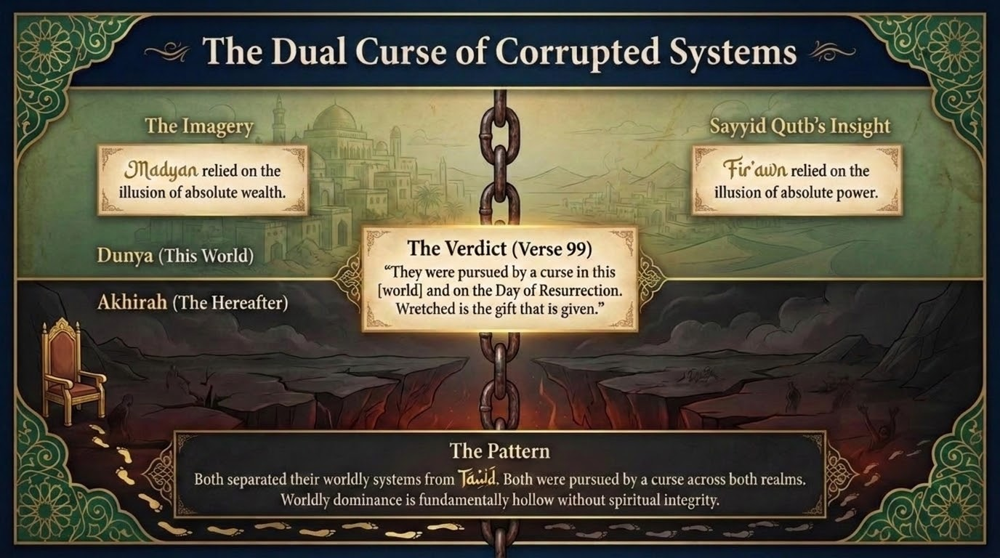 The Dual Curse of Corrupted Systems
The Imagery
Madyan relied on the
illusion of absolute wealth.
Sayyid Qutb's Insight
Fir'awn relied on the
illusion of absolute power.
Dunya (This World)
The Verdict (Verse 99)
"They were pursued by a curse in this
[world] and on the Day of Resurrection.
Wretched is the gift that is given."
Akhirah (The Hereafter)
The Pattern
Both separated their worldly systems from. Both were pursued by a curse across both realms.
Worldly dominance is fundamentally hollow without spiritual integrity.